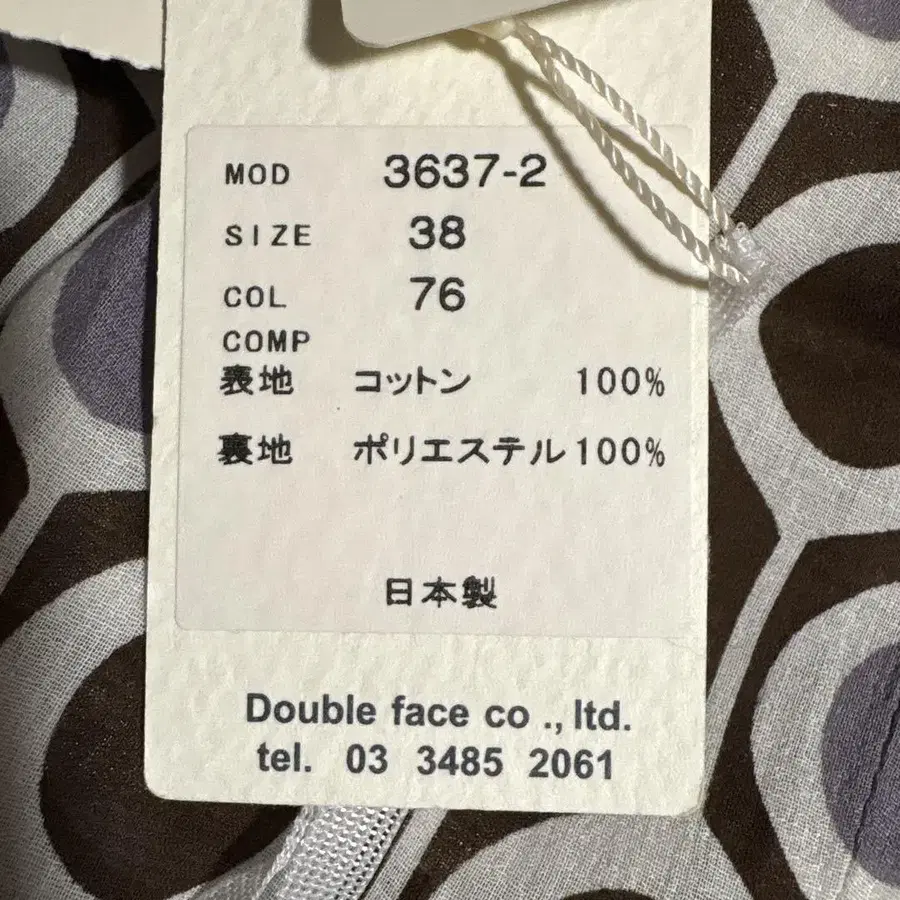 MOD 3637-2
SIZE 38
COL 76
COMP
表地 コットン 100%
裏地 ポリエステル 100%
日本製
Double face co ., ltd.
tel. 03 3485 2061